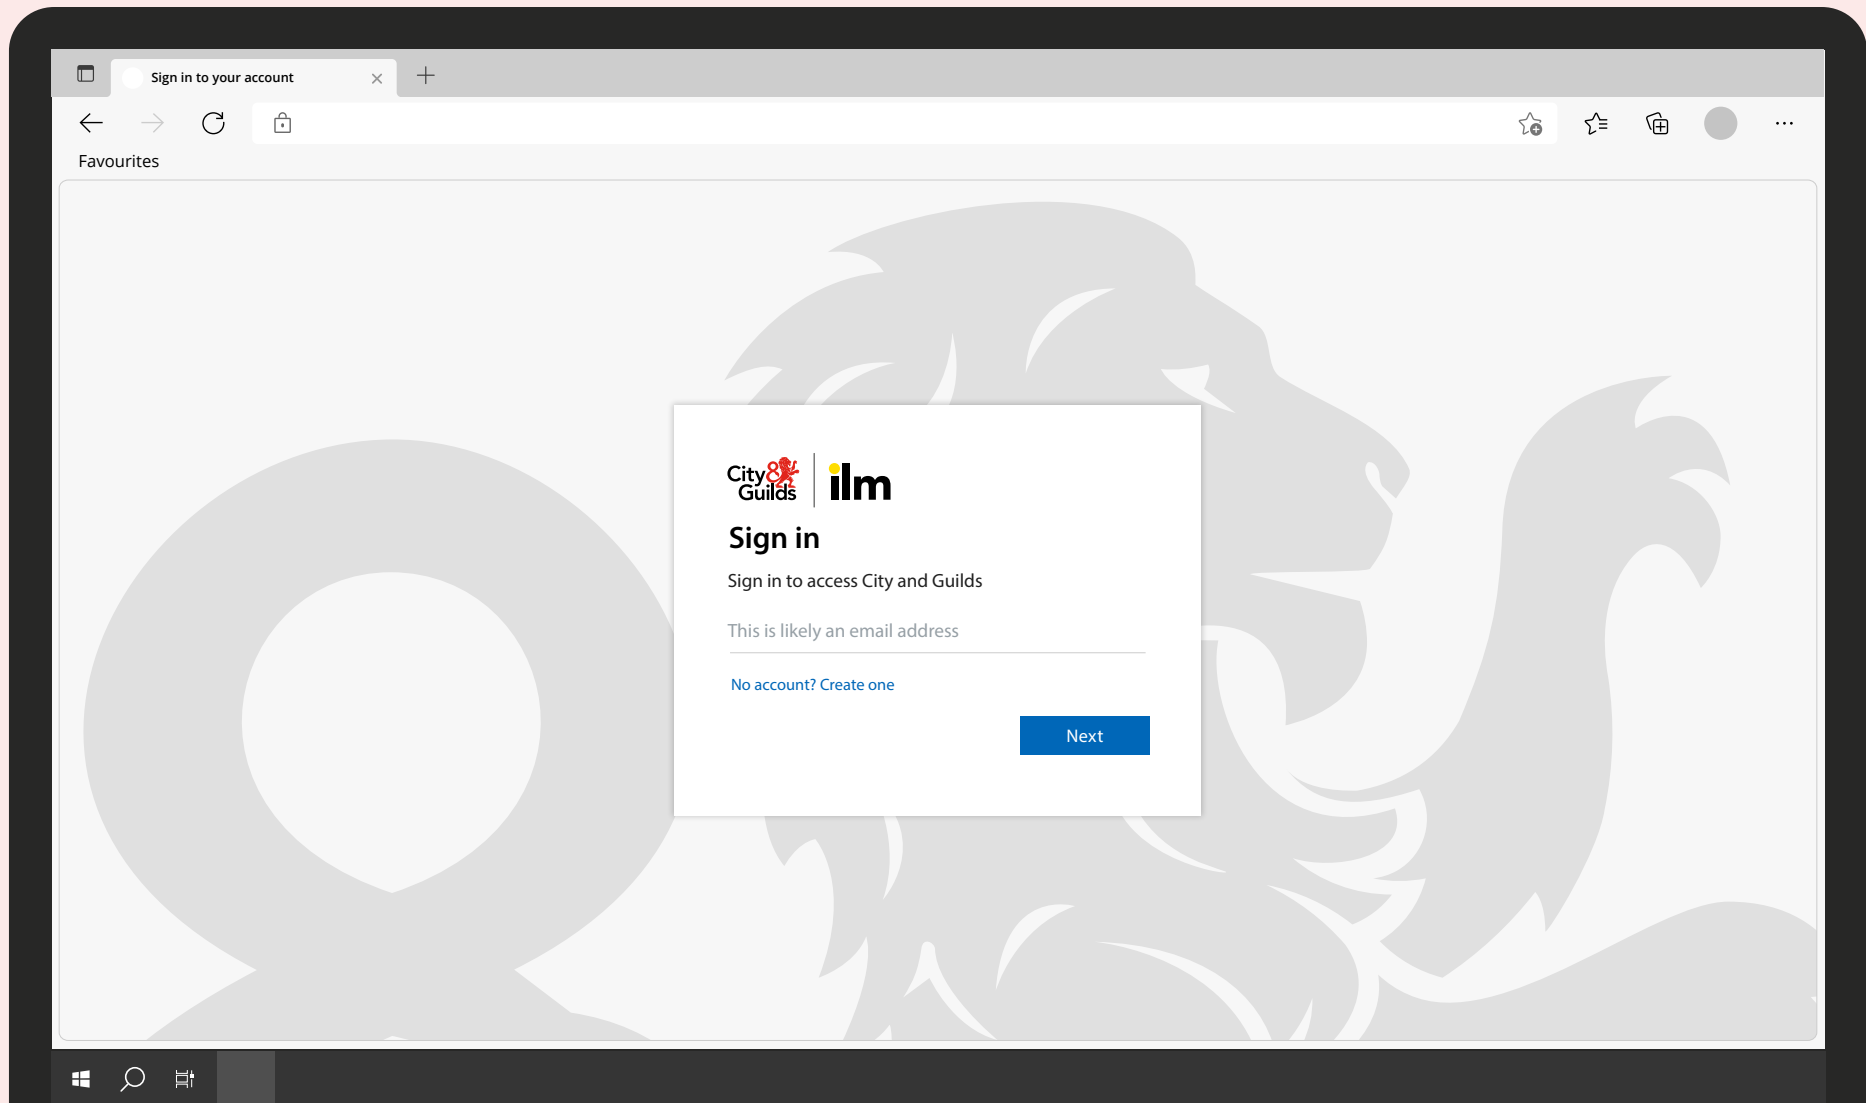 Sign in to your account
Favourites
City & Guilds
ilm
Sign in
Sign in to access City and Guilds
This is likely an email address
No account? Create one
Next